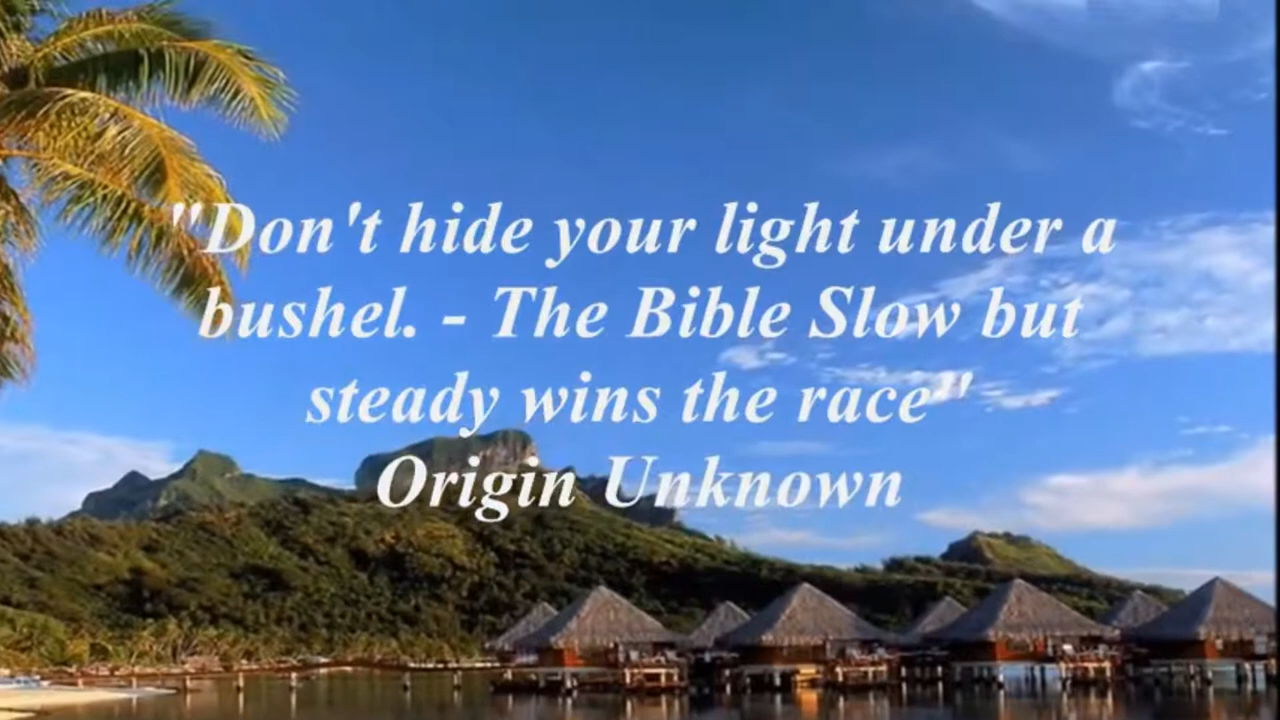 "Don't hide your light under a
bushel. - The Bible Slow but
steady wins the race"
Origin Unknown